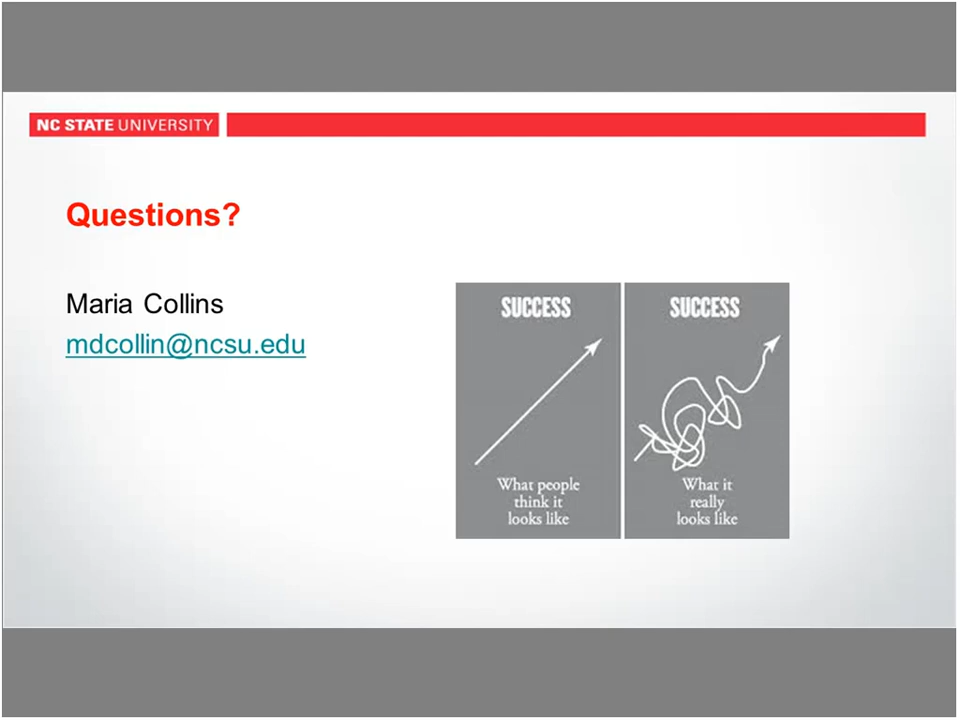 NC STATE UNIVERSITY
Questions?
Maria Collins
mdcollin@ncsu.edu
SUCCESS
What people
think it
looks like
SUCCESS
What it
really
looks like